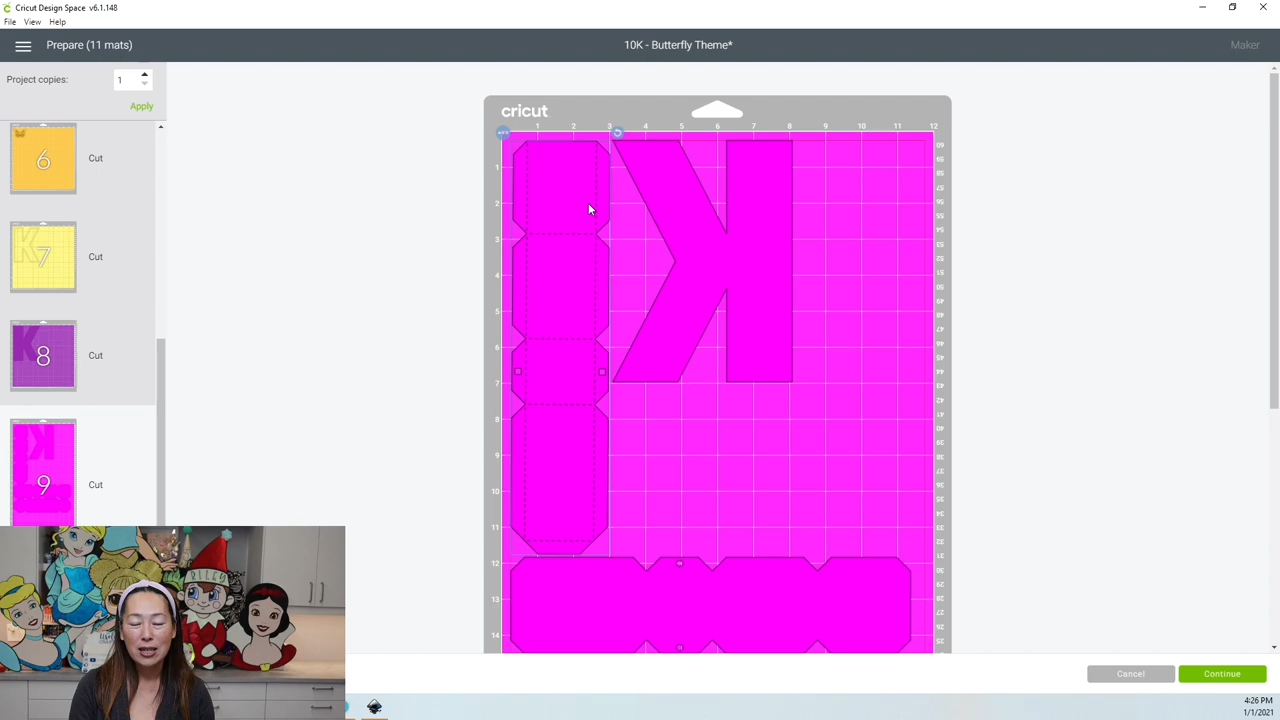 Cricut Design Space v6.1.148
File View Help
Prepare (11 mats)
10K - Butterfly Theme*
Maker
Project copies: 1
Apply
6 Cut
7 Cut
8 Cut
9 Cut
cricut
1 2 3 4 5 6 7 8 9 10 11 12
1
2
3
4
5
6
7
8
9
10
11
12
13
14
K
RILEY
Cancel
Continue
4:26 PM
1/1/2021